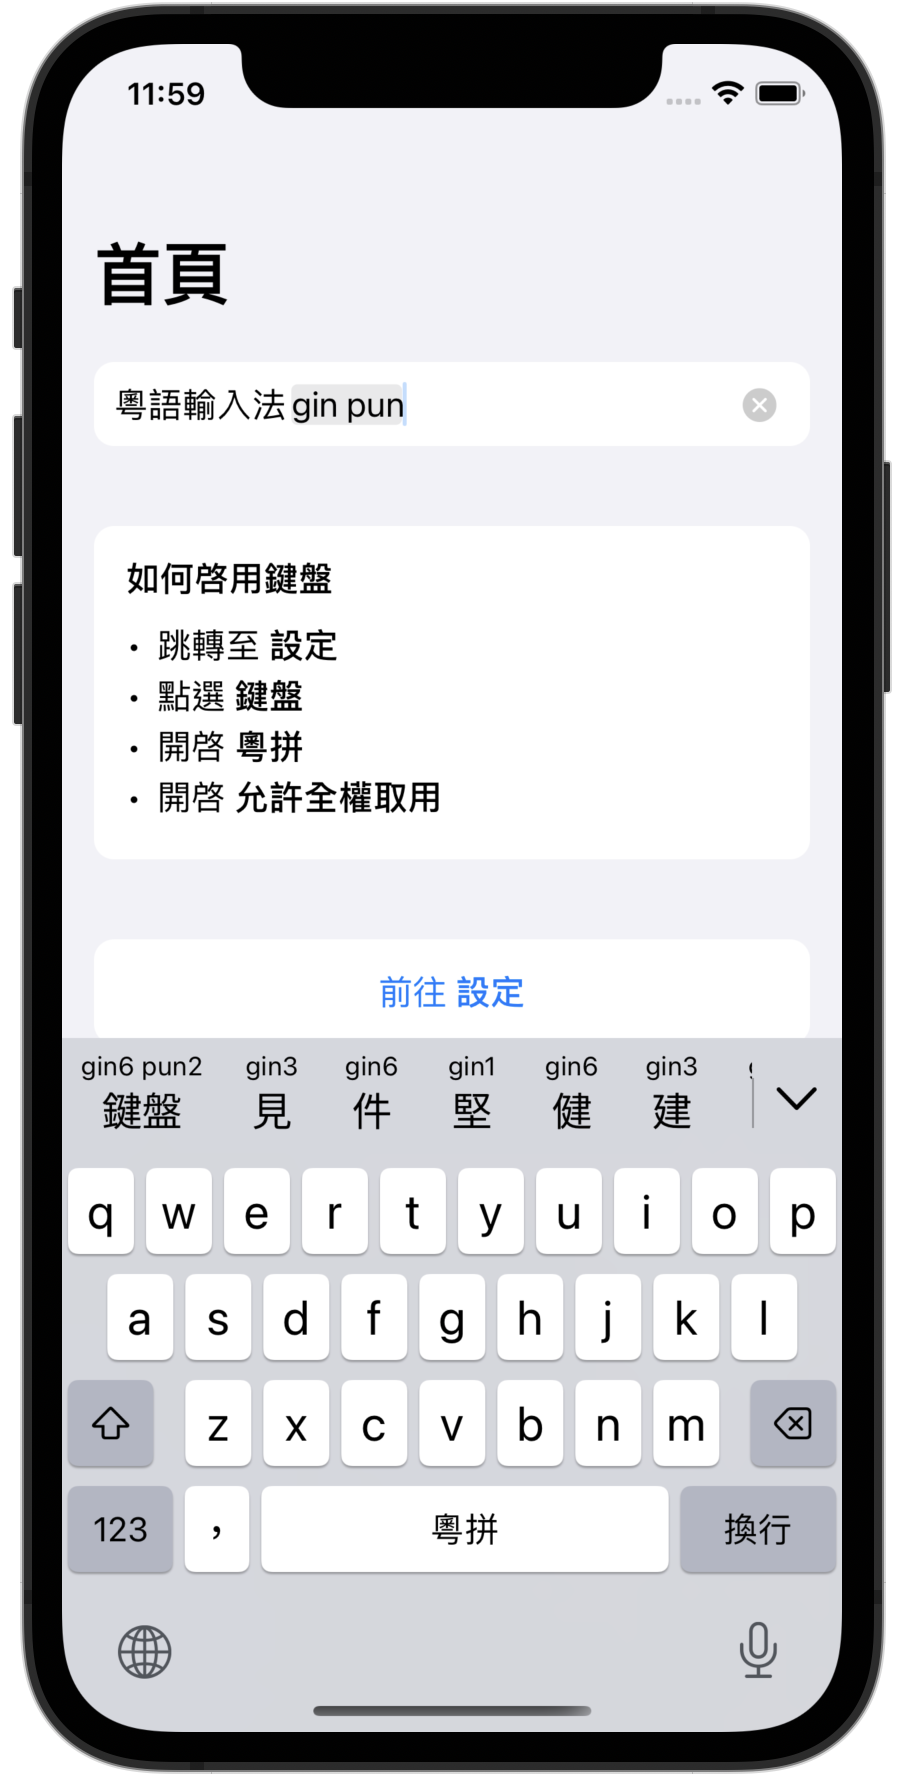 11:59
首頁
粵語輸入法gin pun
如何啓用鍵盤
• 跳轉至 設定
• 點選 鍵盤
• 開啓 粵拼
• 開啓 允許全權取用
前往 設定
gin6 pun2 gin3 gin6 gin1 gin6 gin3
鍵盤 見 件 堅 健 建
q w e r t y u i o p
a s d f g h j k l
z x c v b n m
123 ， 粵拼 換行